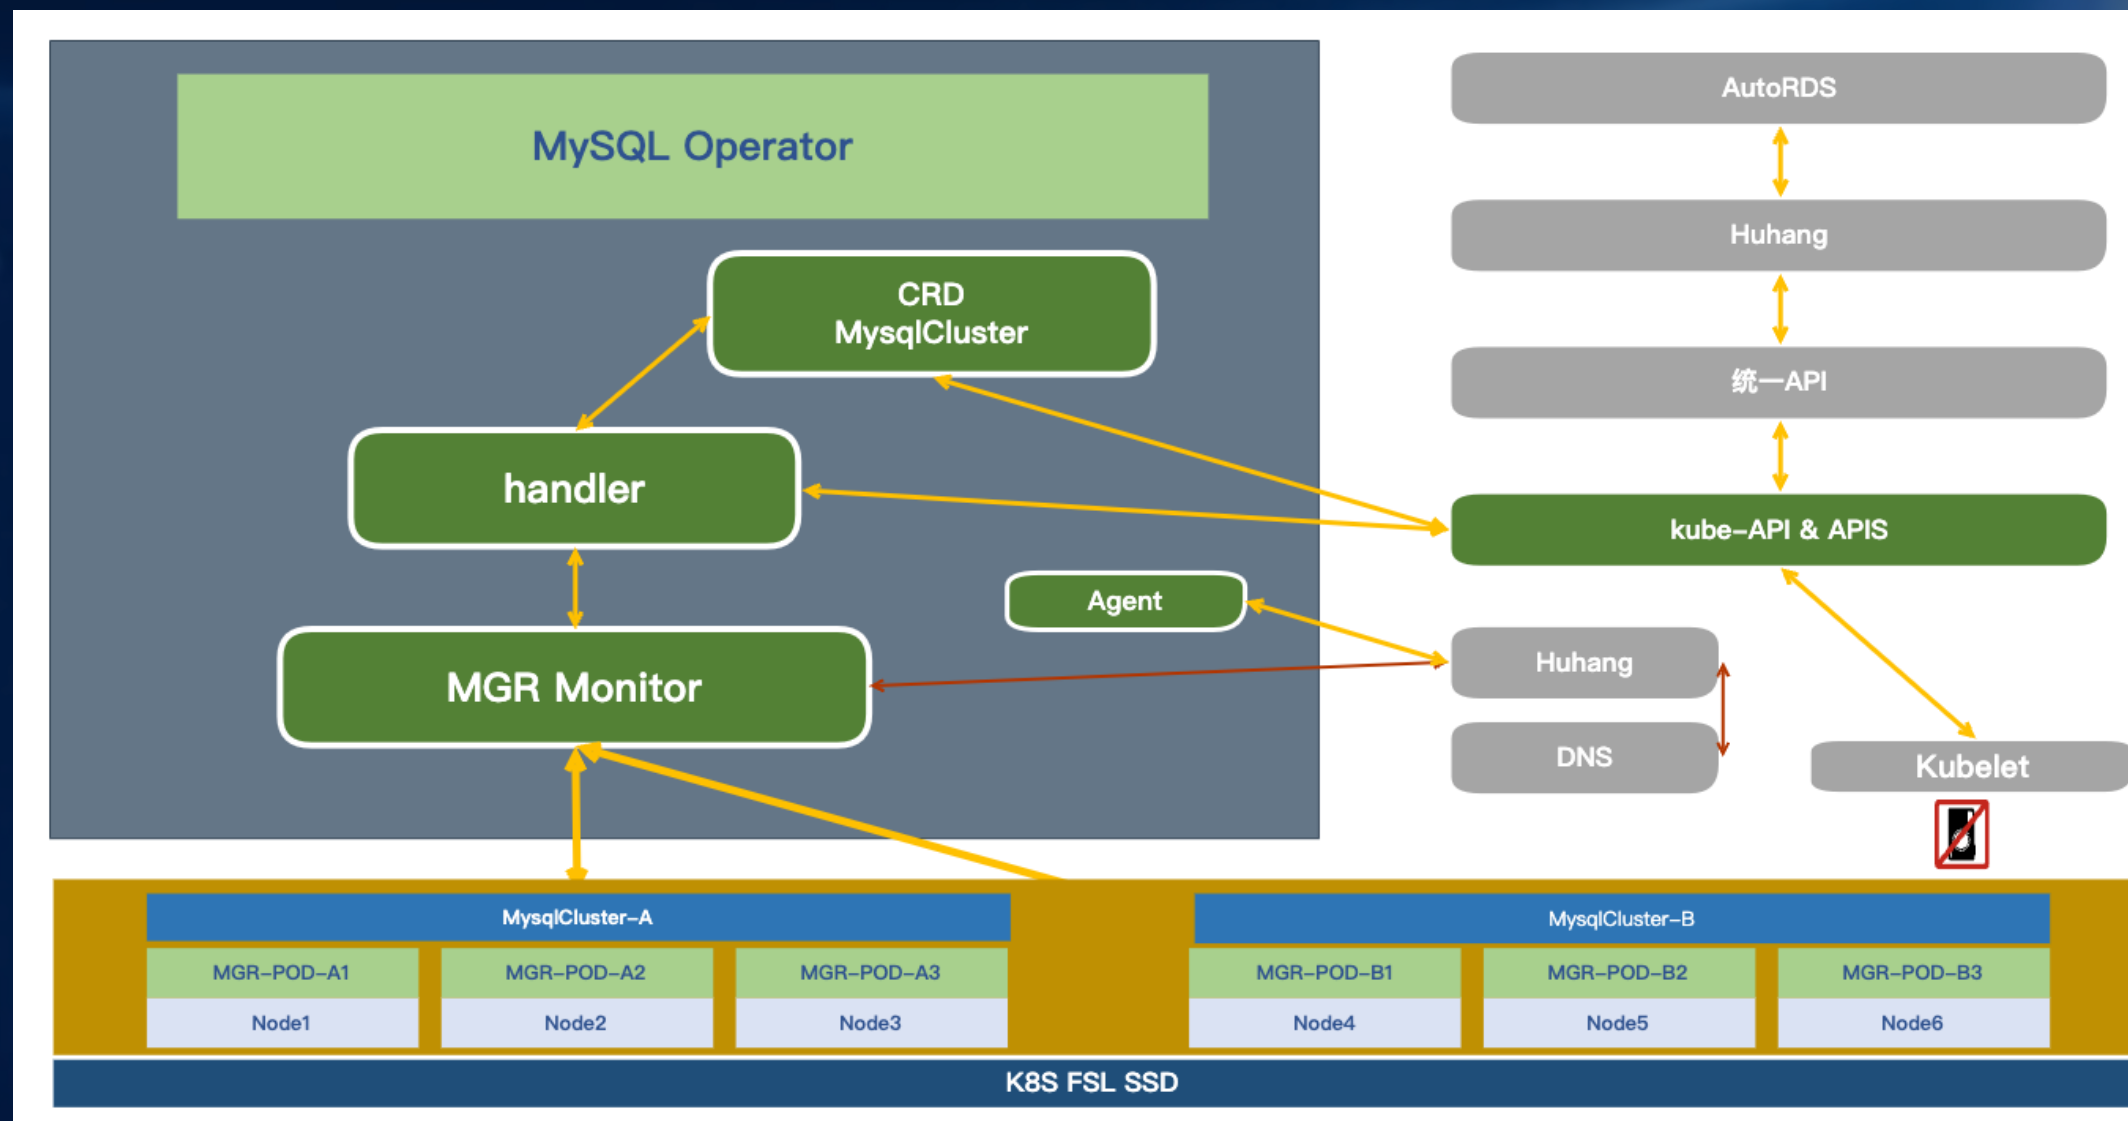 MySQL Operator
CRD
MysqlCluster
handler
Agent
MGR Monitor
AutoRDS
Huhang
统一API
kube-API & APIS
Huhang
DNS
Kubelet
MysqlCluster-A
MGR-POD-A1
MGR-POD-A2
MGR-POD-A3
Node1
Node2
Node3
MysqlCluster-B
MGR-POD-B1
MGR-POD-B2
MGR-POD-B3
Node4
Node5
Node6
K8S FSL SSD